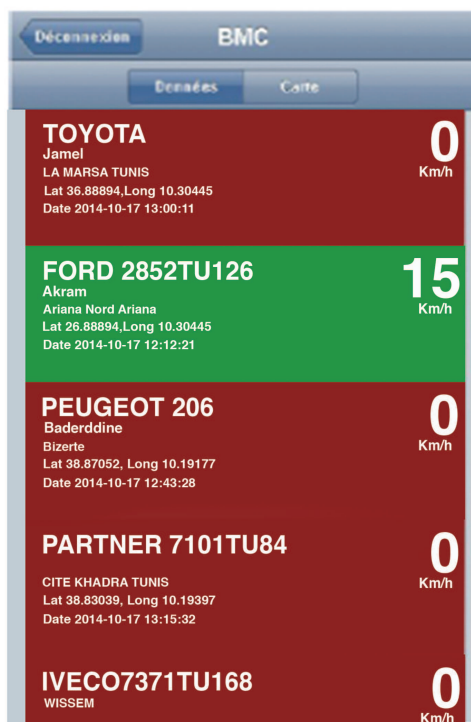 Déconnexion
BMC
Données
Carte
TOYOTA
0
Jamel
Km/h
LA MARSA TUNIS
Lat 36.88894,Long 10.30445
Date 2014-10-17 13:00:11
FORD 2852TU126
15
Akram
Km/h
Ariana Nord Ariana
Lat 26.88894,Long 10.30445
Date 2014-10-17 12:12:21
PEUGEOT 206
0
Baderddine
Km/h
Bizerte
Lat 38.87052, Long 10.19177
Date 2014-10-17 12:43:28
PARTNER 7101TU84
0
CITE KHADRA TUNIS
Km/h
Lat 38.83039, Long 10.19397
Date 2014-10-17 13:15:32
IVECO7371TU168
0
WISSEM
Km/h